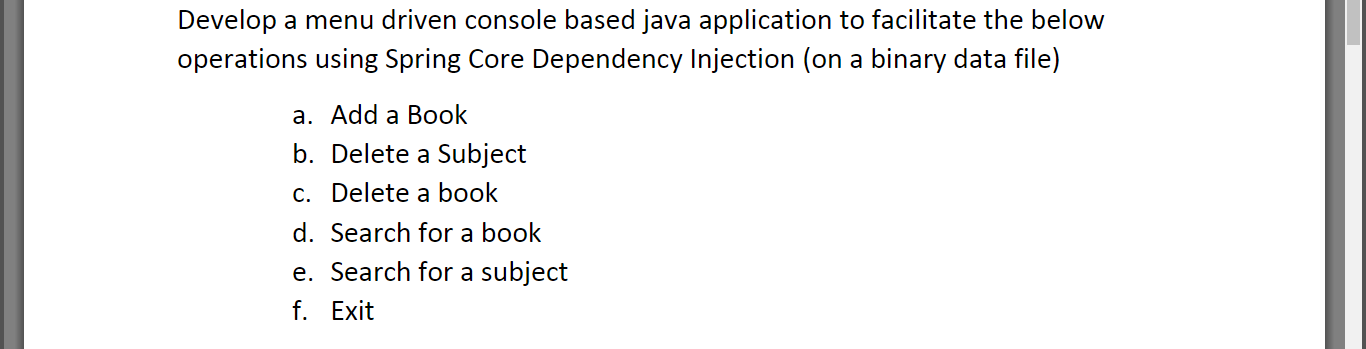 Develop a menu driven console based java application to facilitate the below
operations using Spring Core Dependency Injection (on a binary data file)
a. Add a Book
b. Delete a Subject
c. Delete a book
d. Search for a book
e. Search for a subject
f. Exit